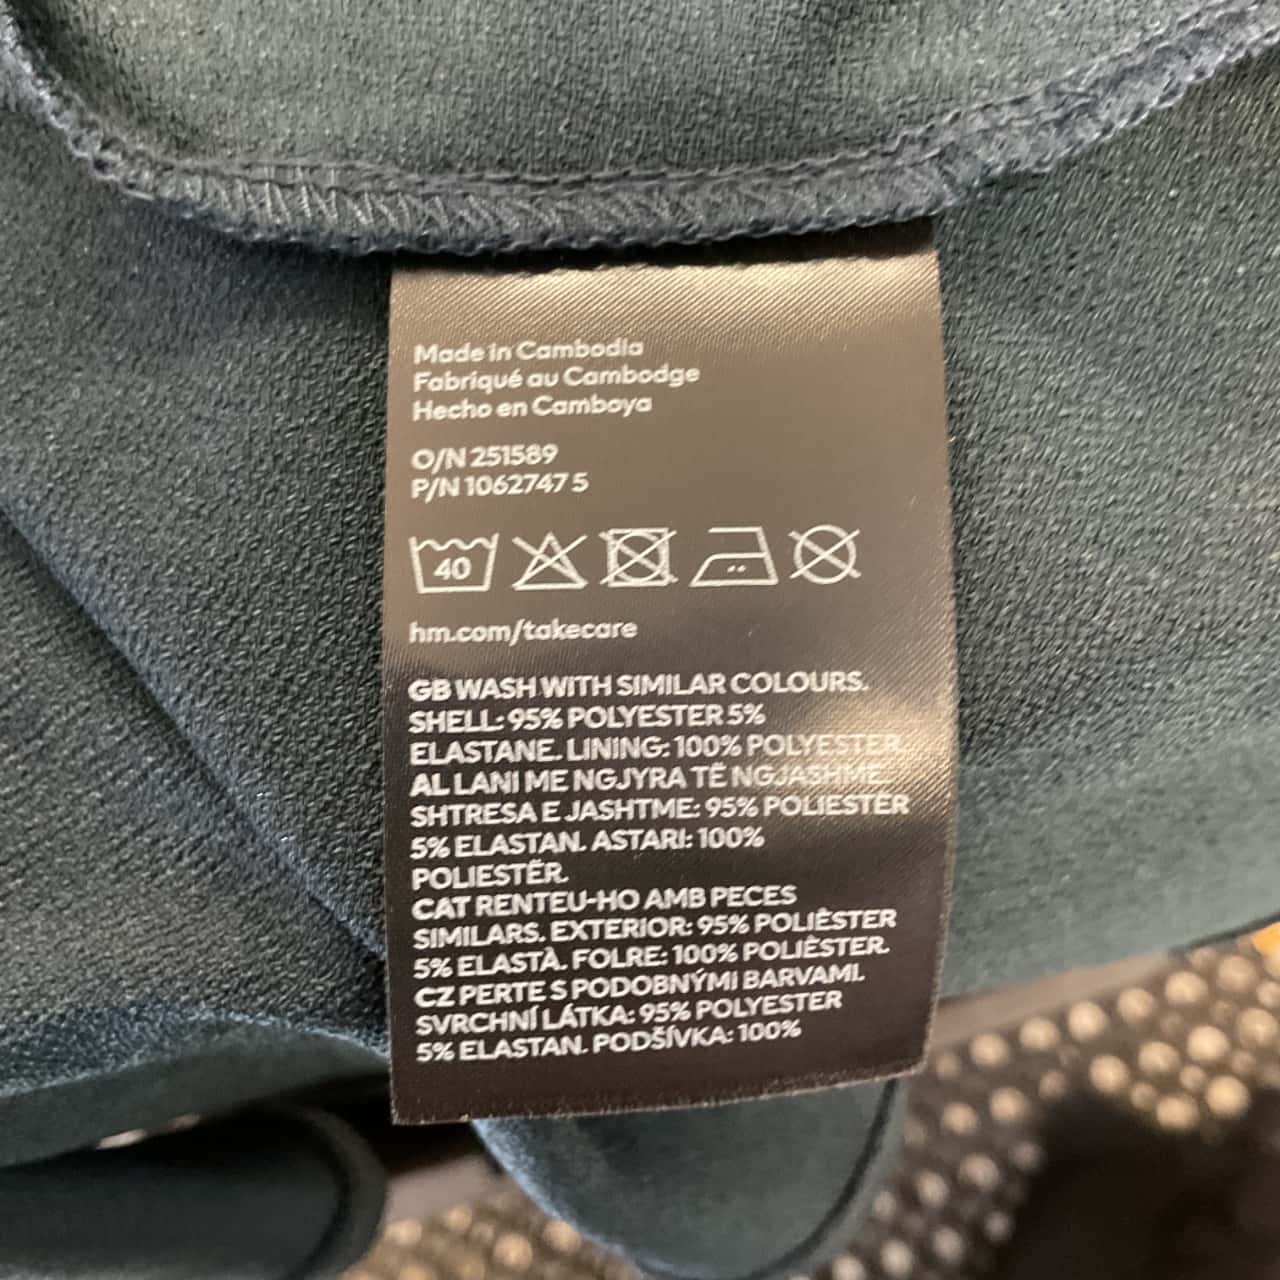 Made in Cambodia
Fabriqué au Cambodge
Hecho en Camboya
O/N 251589
P/N 1062747 5
40
hm.com/takecare
GB WASH WITH SIMILAR COLOURS.
SHELL: 95% POLYESTER 5%
ELASTANE. LINING: 100% POLYESTER.
AL LANI ME NGJYRA TË NGJASHME.
SHTRESA E JASHTME: 95% POLIESTËR
5% ELASTAN. ASTARI: 100%
POLIESTËR.
CAT RENTEU-HO AMB PECES
SIMILARS. EXTERIOR: 95% POLIÈSTER
5% ELASTÀ. FOLRE: 100% POLIÈSTER.
CZ PERTE S PODOBNÝMI BARVAMI.
SVRCHNÍ LÁTKA: 95% POLYESTER
5% ELASTAN. PODŠÍVKA: 100%